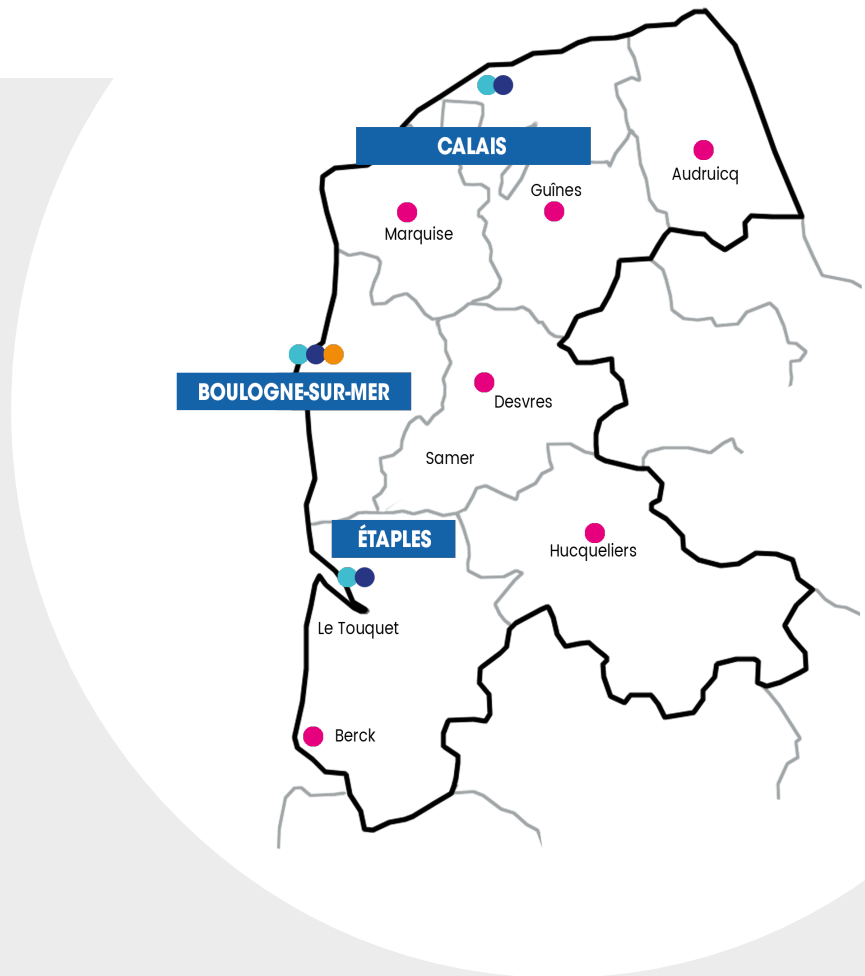 CALAIS
Audruicq
Guînes
Marquise
BOULOGNE-SUR-MER
Desvres
Samer
ÉTAPLES
Hucqueliers
Le Touquet
Berck